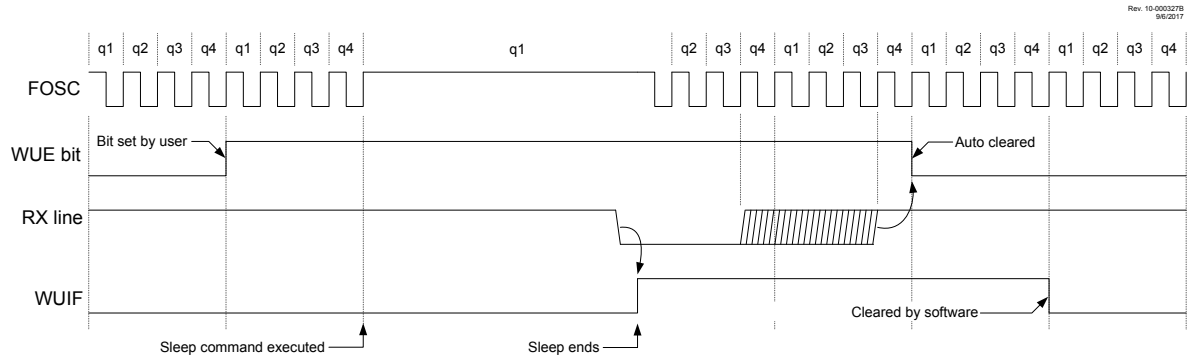 Rev. 10-000327B
9/6/2017
q1 q2 q3 q4 q1 q2 q3 q4 q1 q2 q3 q4 q1 q2 q3 q4 q1 q2 q3 q4 q1 q2 q3 q4
FOSC
WUE bit
Bit set by user
Auto cleared
RX line
WUIF
Cleared by software
Sleep command executed
Sleep ends